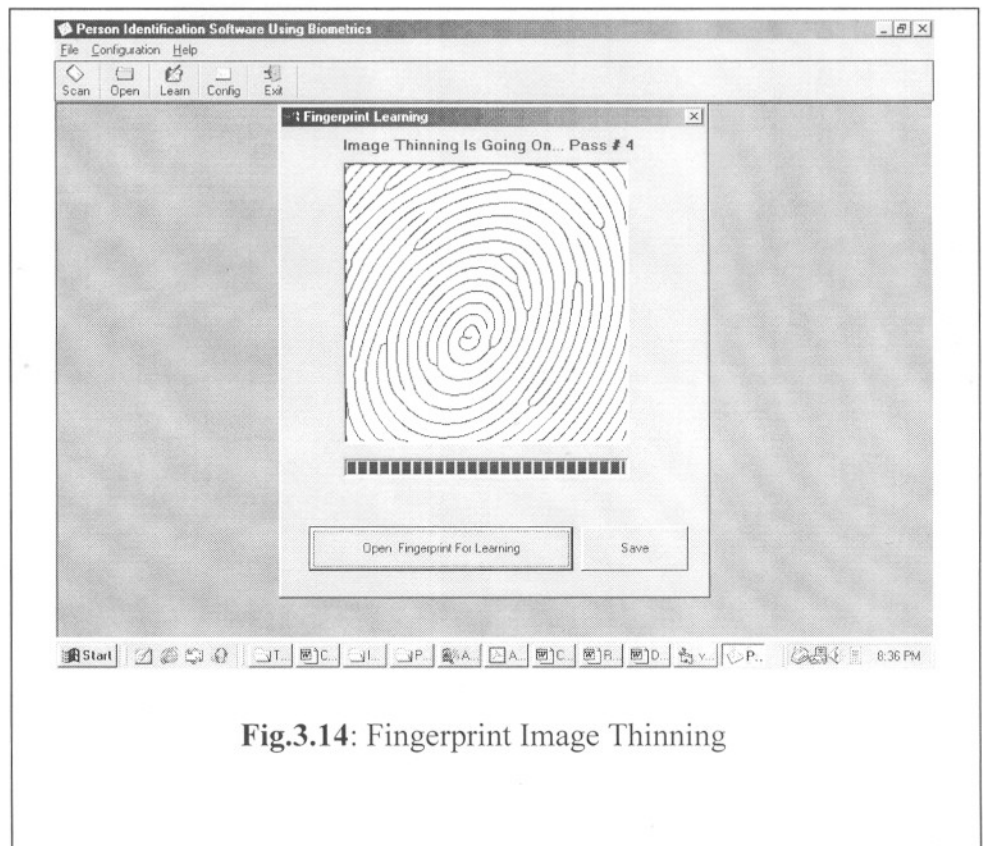 Person Identification Software Using Biometrics
File Configuration Help
Scan Open Learn Config Exit
Fingerprint Learning
Image Thinning Is Going On... Pass # 4
Open Fingerprint For Learning Save
Start T... C... I... P... A... A... C... R... D... v... P.. 8:36 PM
Fig.3.14: Fingerprint Image Thinning